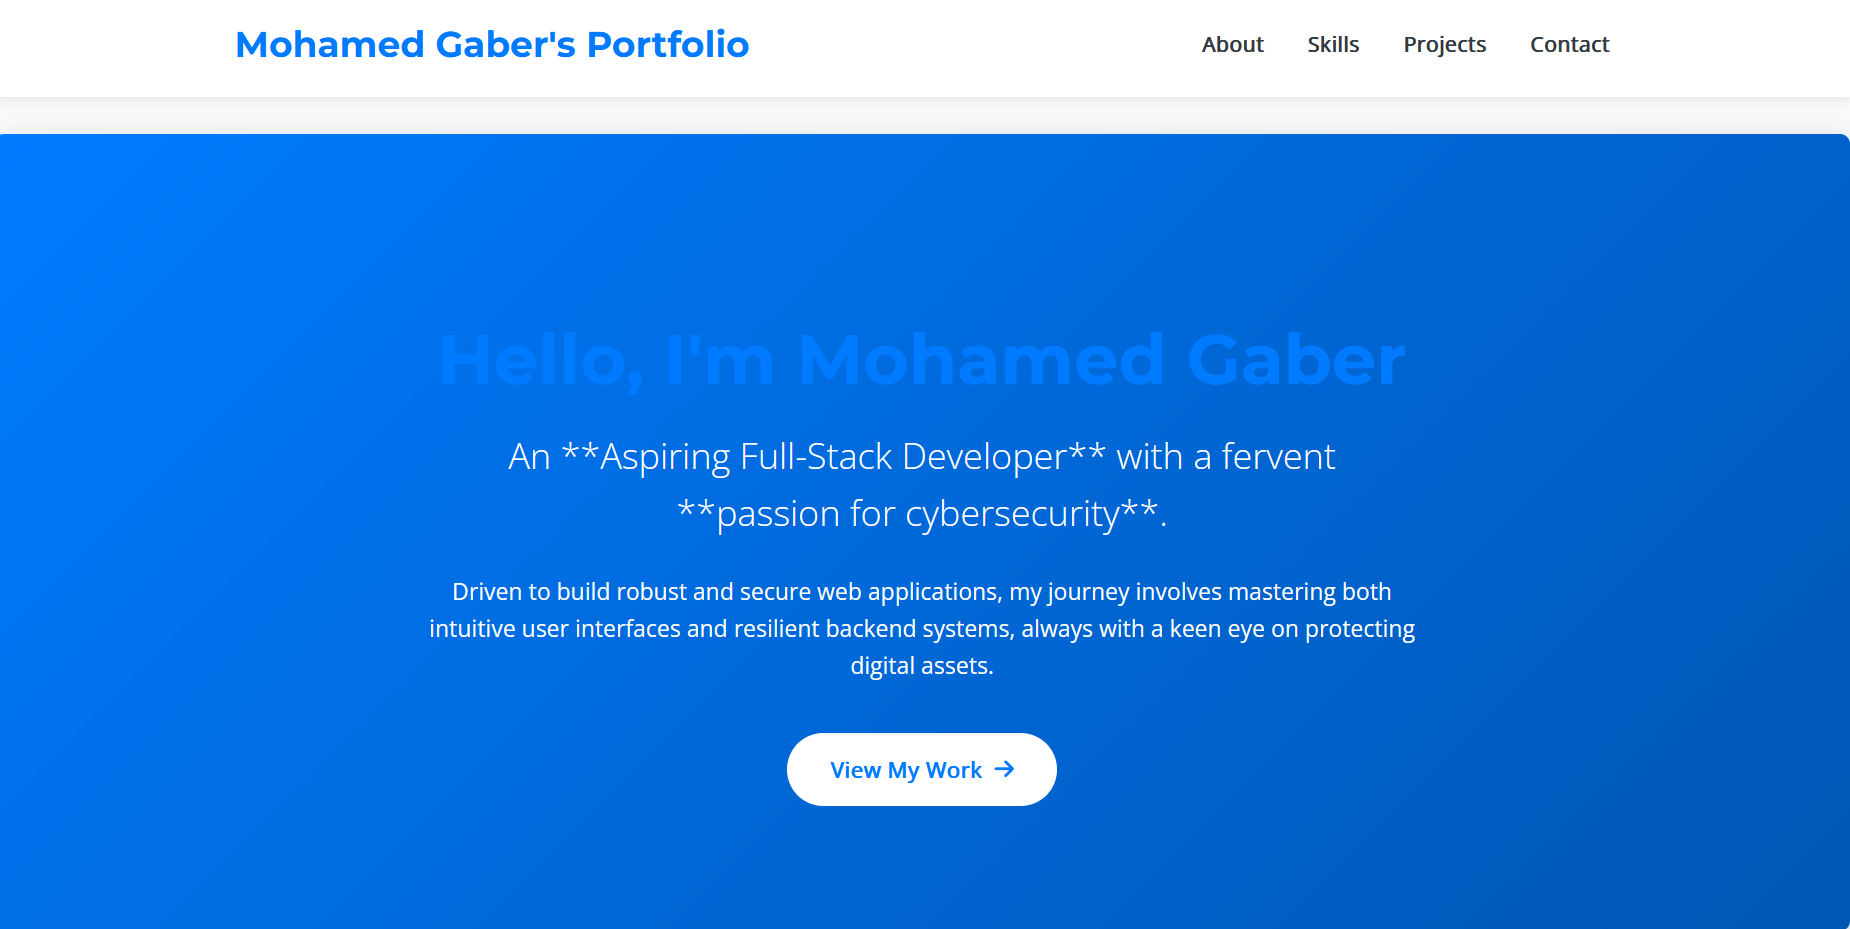 Mohamed Gaber's Portfolio
About
Skills
Projects
Contact
Hello, I'm Mohamed Gaber
An **Aspiring Full-Stack Developer** with a fervent
**passion for cybersecurity**.
Driven to build robust and secure web applications, my journey involves mastering both
intuitive user interfaces and resilient backend systems, always with a keen eye on protecting
digital assets.
View My Work →